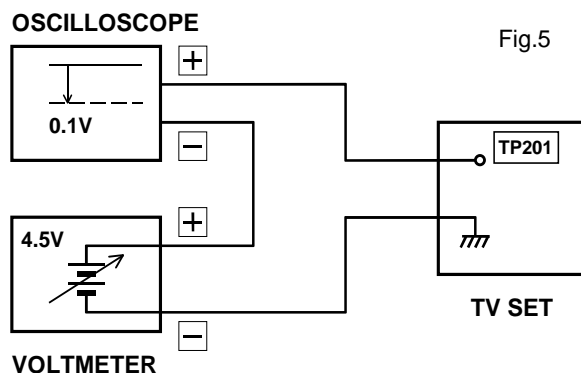 OSCILLOSCOPE
Fig.5
+
0.1V
TP201
−
+
4.5V
TV SET
−
VOLTMETER